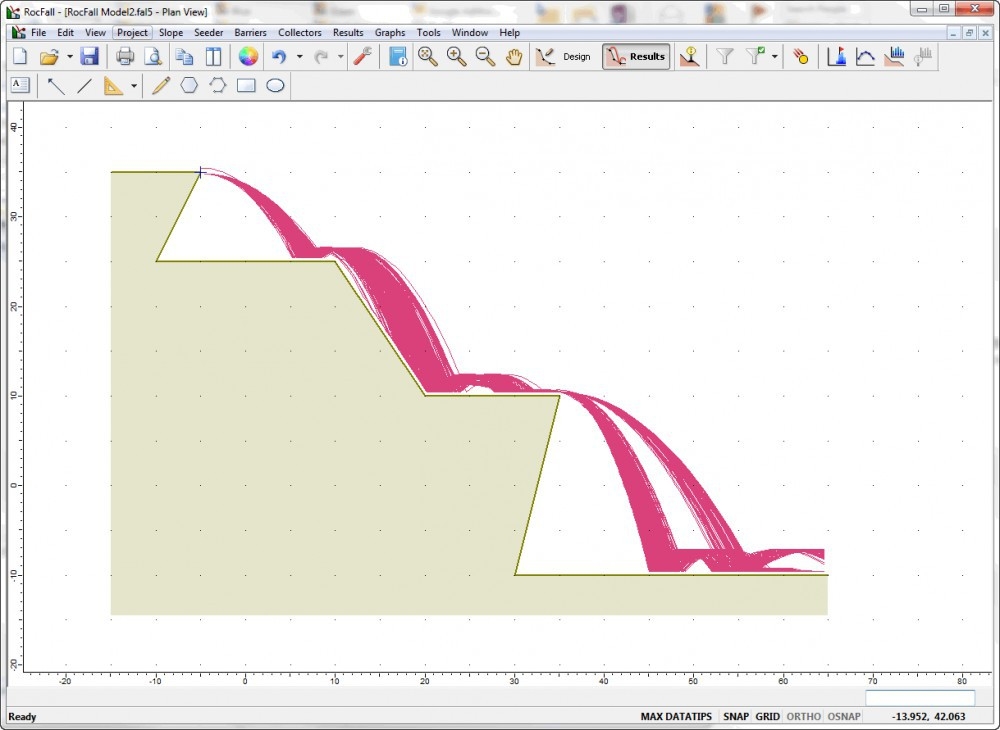 RocFall - [RocFall Model2.fal5 - Plan View]
File Edit View Project Slope Seeder Barriers Collectors Results Graphs Tools Window Help
Design Results
A
40
30
20
10
0
-10
-20
-20 -10 0 10 20 30 40 50 60 70 80
Ready MAX DATATIPS SNAP GRID ORTHO OSNAP -13.952, 42.063